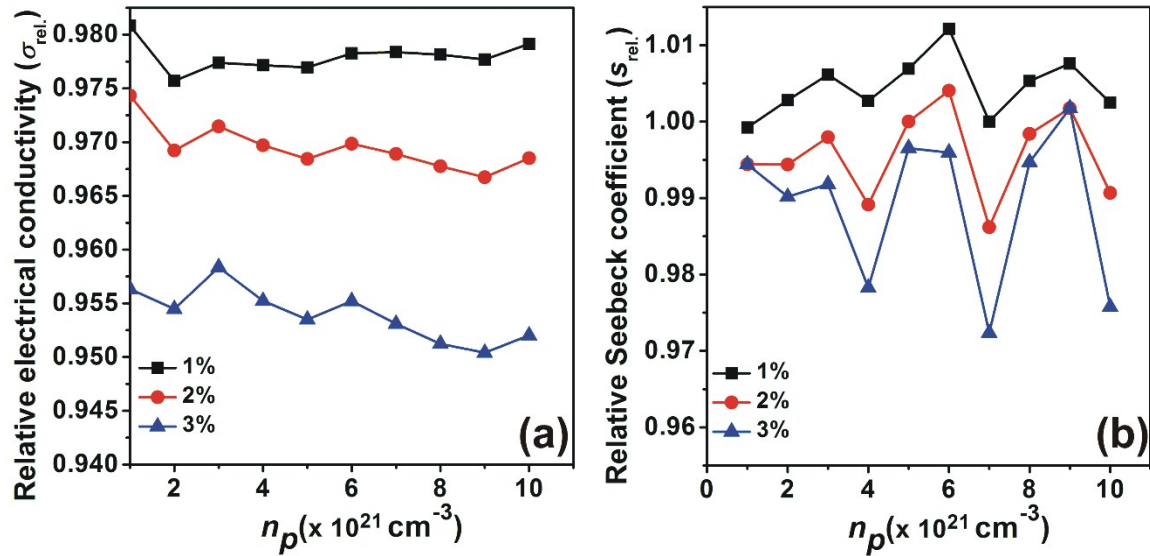 Relative electrical conductivity (σrel.)
0.980
0.975
0.970
0.965
0.960
0.955
0.950
0.945
0.940
1%
2%
3%
(a)
2 4 6 8 10
np(x 10²¹ cm⁻³)
Relative Seebeck coefficient (srel.)
1.01
1.00
0.99
0.98
0.97
0.96
1%
2%
3%
(b)
0 2 4 6 8 10
np(x 10²¹ cm⁻³)